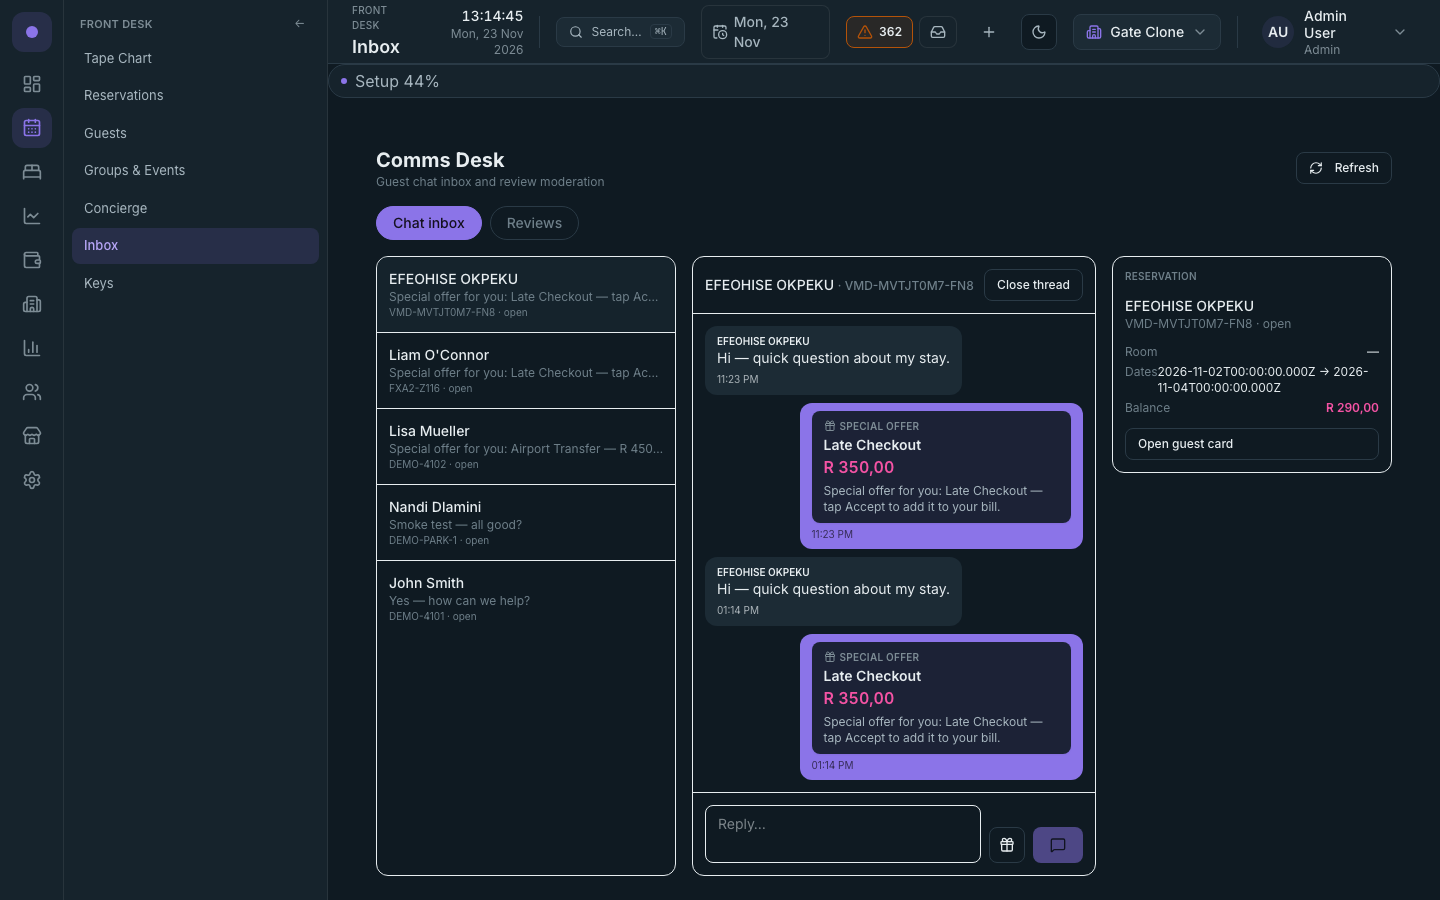 FRONT DESK
←
Tape Chart
Reservations
Guests
Groups & Events
Concierge
Inbox
Keys
FRONT
DESK
Inbox
13:14:45
Mon, 23 Nov
2026
Search... ⌘K
Mon, 23
Nov
362
Gate Clone
AU
Admin
User
Admin
Setup 44%
Comms Desk
Guest chat inbox and review moderation
Refresh
Chat inbox
Reviews
EFEOHISE OKPEKU
Special offer for you: Late Checkout — tap Ac...
VMD-MVTJT0M7-FN8 · open
Liam O'Connor
Special offer for you: Late Checkout — tap Ac...
FXA2-Z116 · open
Lisa Mueller
Special offer for you: Airport Transfer — R 450...
DEMO-4102 · open
Nandi Dlamini
Smoke test — all good?
DEMO-PARK-1 · open
John Smith
Yes — how can we help?
DEMO-4101 · open
EFEOHISE OKPEKU · VMD-MVTJT0M7-FN8
Close thread
EFEOHISE OKPEKU
Hi — quick question about my stay.
11:23 PM
SPECIAL OFFER
Late Checkout
R 350,00
Special offer for you: Late Checkout —
tap Accept to add it to your bill.
11:23 PM
EFEOHISE OKPEKU
Hi — quick question about my stay.
01:14 PM
SPECIAL OFFER
Late Checkout
R 350,00
Special offer for you: Late Checkout —
tap Accept to add it to your bill.
01:14 PM
Reply...
RESERVATION
EFEOHISE OKPEKU
VMD-MVTJT0M7-FN8 · open
Room —
Dates 2026-11-02T00:00:00.000Z → 2026-
11-04T00:00:00.000Z
Balance R 290,00
Open guest card